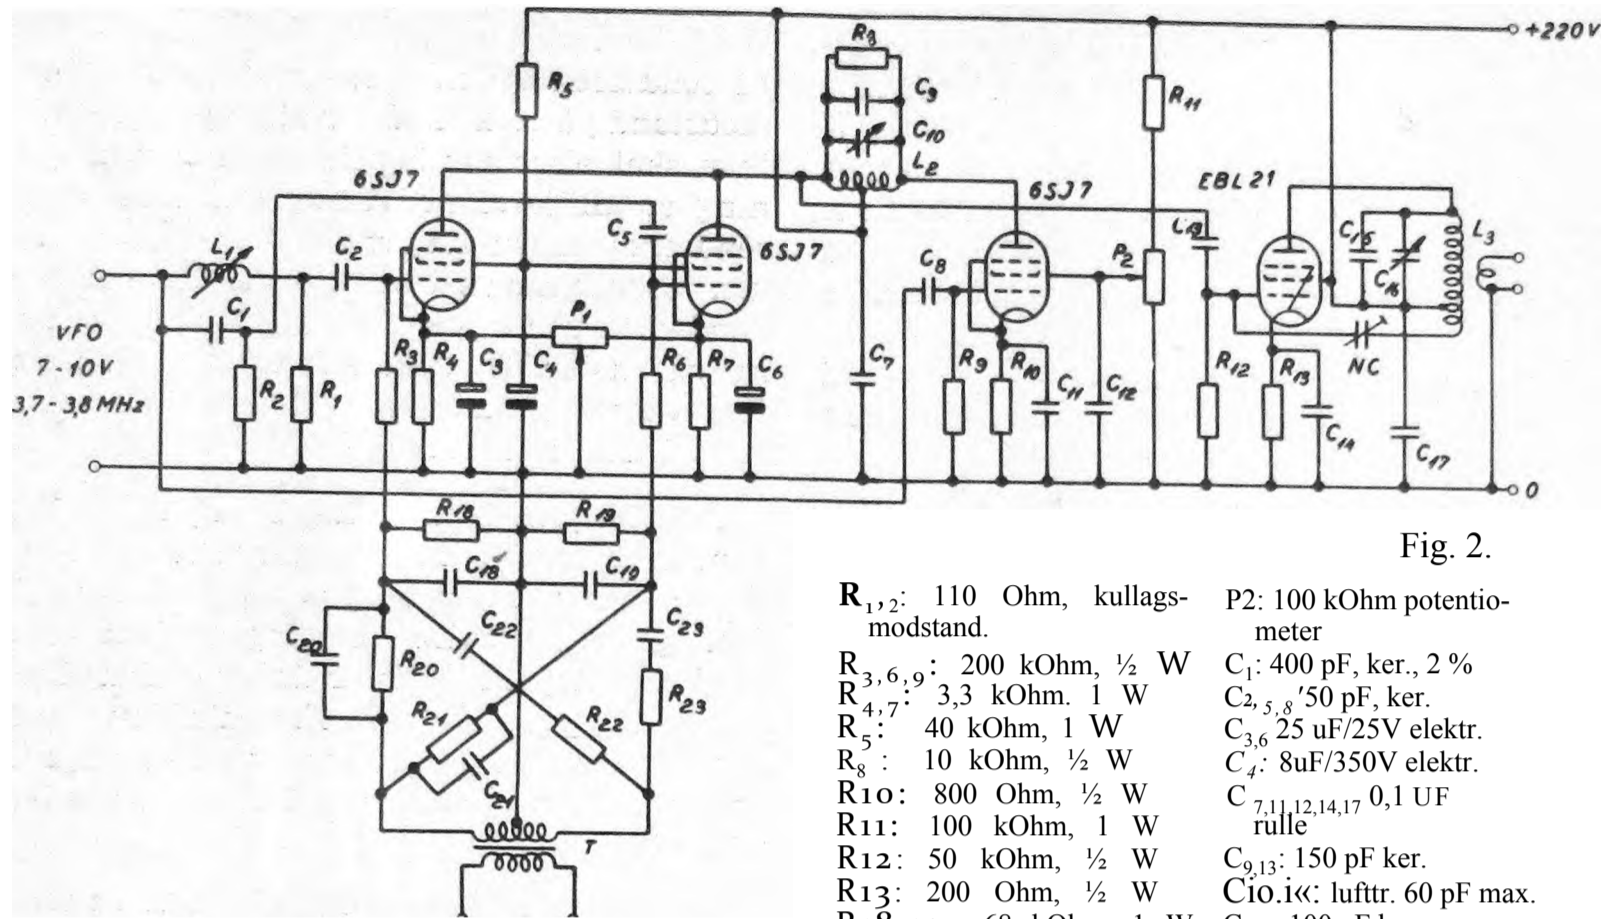 +220V
R3
R5
C9
R11
C10
L2
6SJ7
6SJ7
EBL21
C5
C13
C15
L3
L1
C2
6SJ7
C8
P2
C16
C1
P1
VFO
7-10V
3,7-3,8 MHz
R3
R4
C3
C4
R6
R7
C6
C7
R9
R10
C11
C12
R12
R13
NC
R2
R1
C14
C17
0
R18
R19
C18
C19
Fig. 2.
C20
R20
C22
C23
R21
R22
R23
C21
T
R1,2: 110 Ohm, kullags-
modstand.
R3,6,9: 200 kOhm, ½ W
R4,7: 3,3 kOhm. 1 W
R5: 40 kOhm, 1 W
R8 : 10 kOhm, ½ W
R10: 800 Ohm, ½ W
R11: 100 kOhm, 1 W
R12: 50 kOhm, ½ W
R13: 200 Ohm, ½ W
P2: 100 kOhm potentio-
meter
C1: 400 pF, ker., 2 %
C2, 5,8 '50 pF, ker.
C3,6 25 uF/25V elektr.
C4: 8uF/350V elektr.
C 7,11,12,14,17 0,1 UF
rulle
C9,13: 150 pF ker.
Cio.i«: lufttr. 60 pF max.